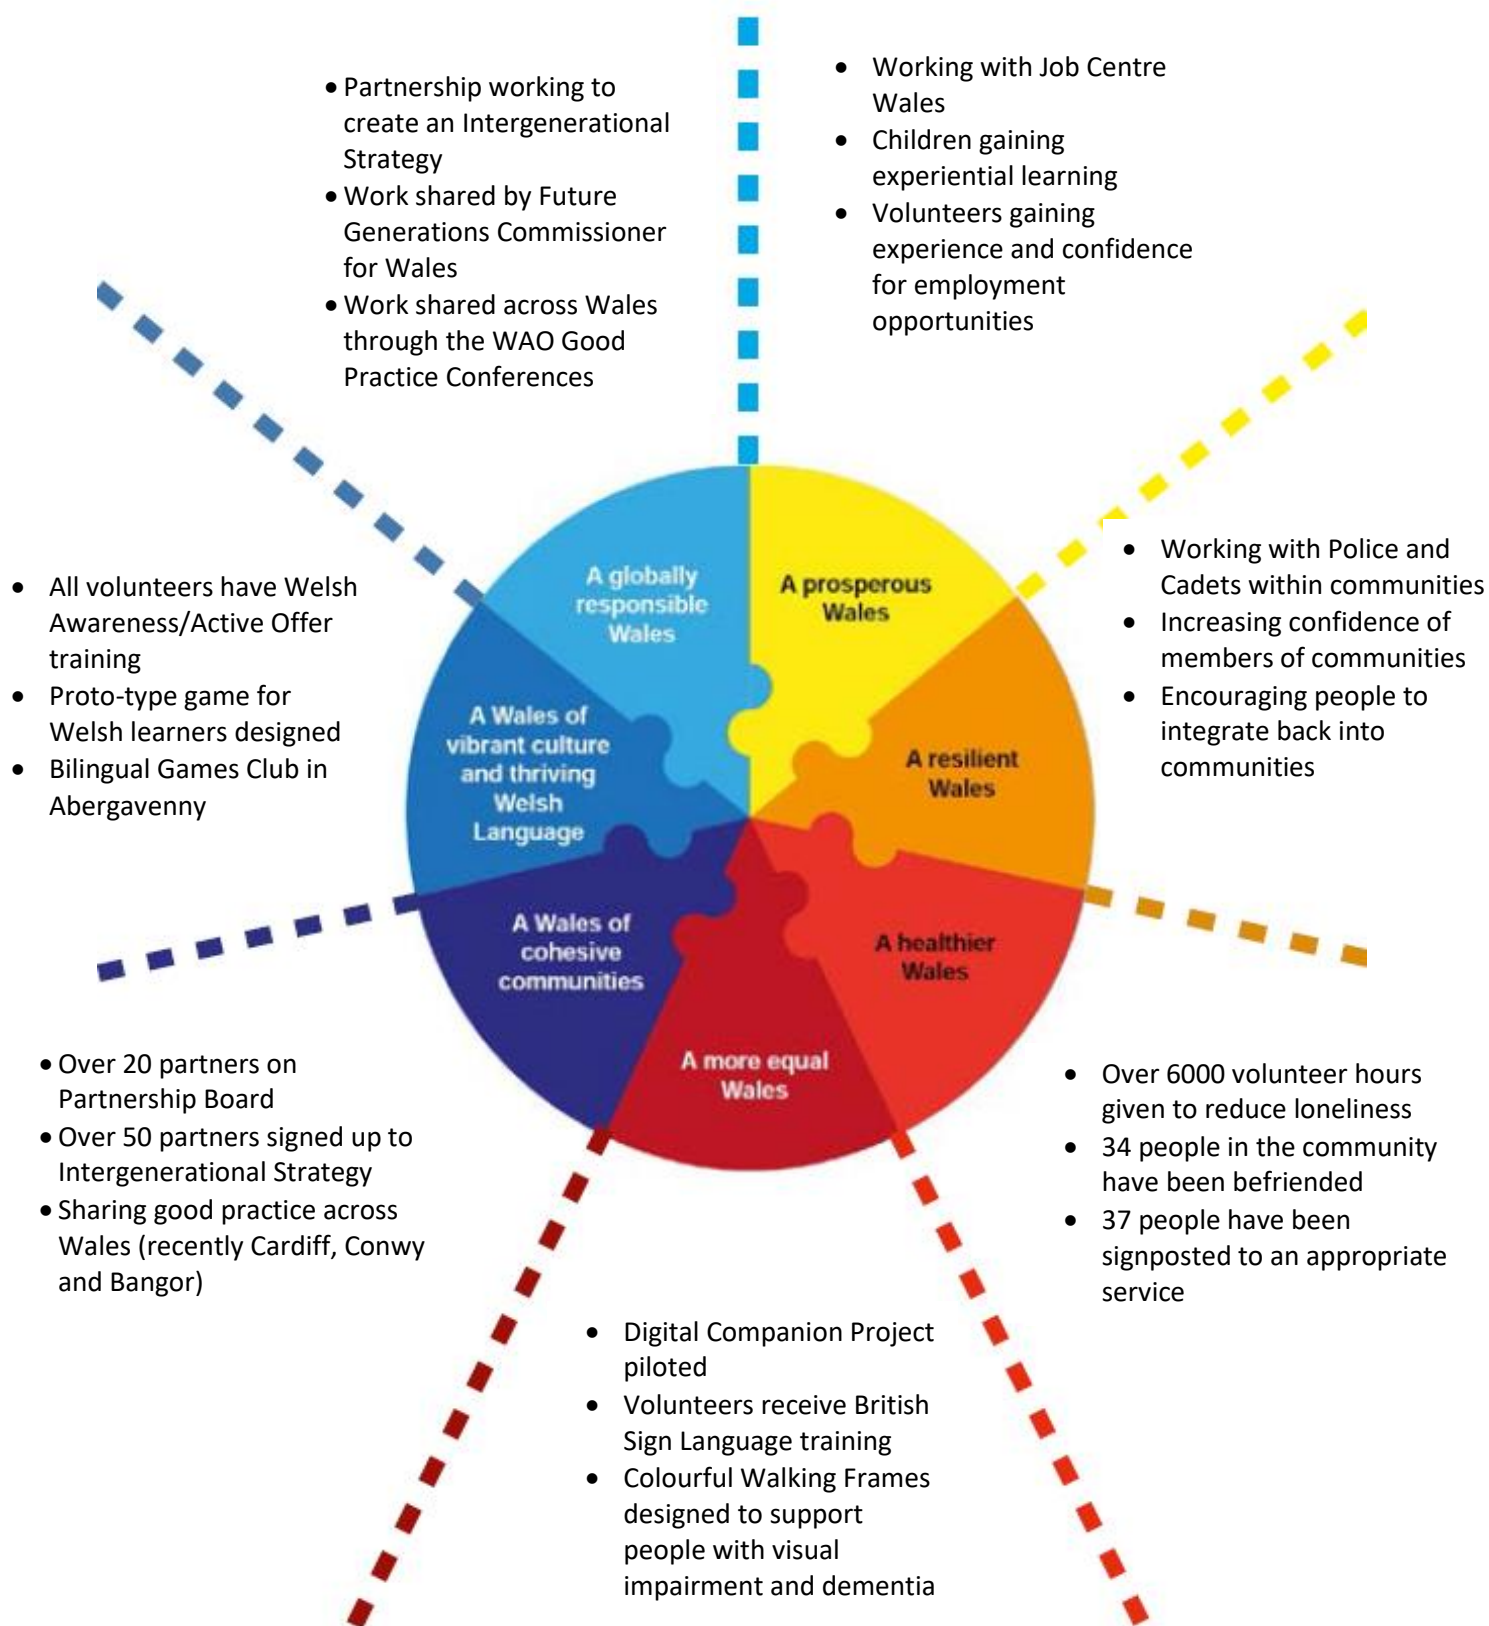 • Partnership working to
create an Intergenerational
Strategy
• Work shared by Future
Generations Commissioner
for Wales
• Work shared across Wales
through the WAO Good
Practice Conferences
• Working with Job Centre
Wales
• Children gaining
experiential learning
• Volunteers gaining
experience and confidence
for employment
opportunities
• All volunteers have Welsh
Awareness/Active Offer
training
• Proto-type game for
Welsh learners designed
• Bilingual Games Club in
Abergavenny
A globally
responsible
Wales
A prosperous
Wales
A Wales of
vibrant culture
and thriving
Welsh
Language
A resilient
Wales
A Wales of
cohesive
communities
A healthier
Wales
A more equal
Wales
• Working with Police and
Cadets within communities
• Increasing confidence of
members of communities
• Encouraging people to
integrate back into
communities
• Over 20 partners on
Partnership Board
• Over 50 partners signed up to
Intergenerational Strategy
• Sharing good practice across
Wales (recently Cardiff, Conwy
and Bangor)
• Over 6000 volunteer hours
given to reduce loneliness
• 34 people in the community
have been befriended
• 37 people have been
signposted to an appropriate
service
• Digital Companion Project
piloted
• Volunteers receive British
Sign Language training
• Colourful Walking Frames
designed to support
people with visual
impairment and dementia